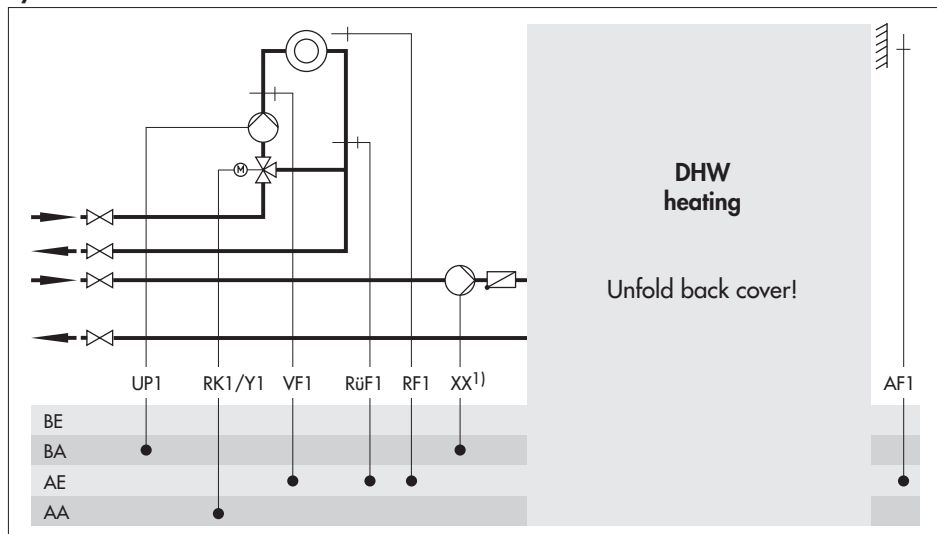 M
DHW
heating
Unfold back cover!
UP1 RK1/Y1 VF1 RüF1 RF1 XX1) AF1
BE
BA
AE
AA